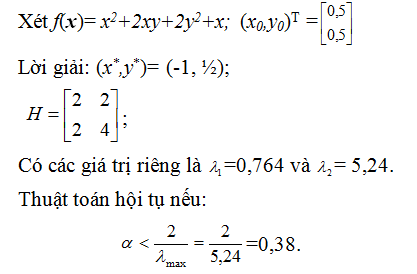 Xét f(x)= x²+2xy+2y²+x; (x₀,y₀)ᵀ = [0,5; 0,5]
Lời giải: (x*,y*)= (-1, ½);
H = [2 2; 2 4];
Có các giá trị riêng là λ₁=0,764 và λ₂= 5,24.
Thuật toán hội tụ nếu:
α < 2/λmax = 2/5,24 =0,38.